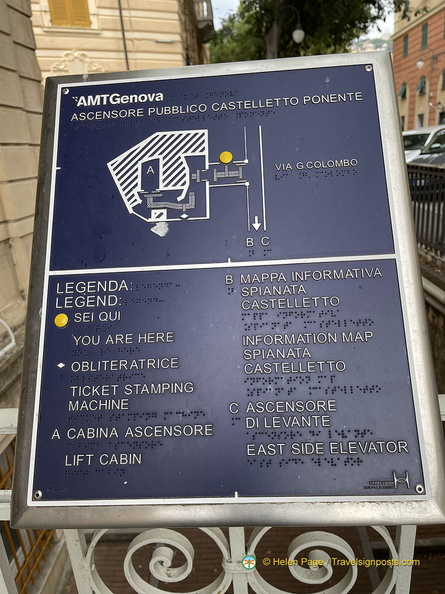 AMTGenova
ASCENSORE PUBBLICO CASTELLETTO PONENTE
A
VIA G.COLOMBO
B C
LEGENDA:
LEGEND:
SEI QUI
YOU ARE HERE
OBLITERATRICE
TICKET STAMPING
MACHINE
A CABINA ASCENSORE
LIFT CABIN
B MAPPA INFORMATIVA
SPIANATA
CASTELLETTO
INFORMATION MAP
SPIANATA
CASTELLETTO
C ASCENSORE
DI LEVANTE
EAST SIDE ELEVATOR
© Helen Page, Travelsignposts.com